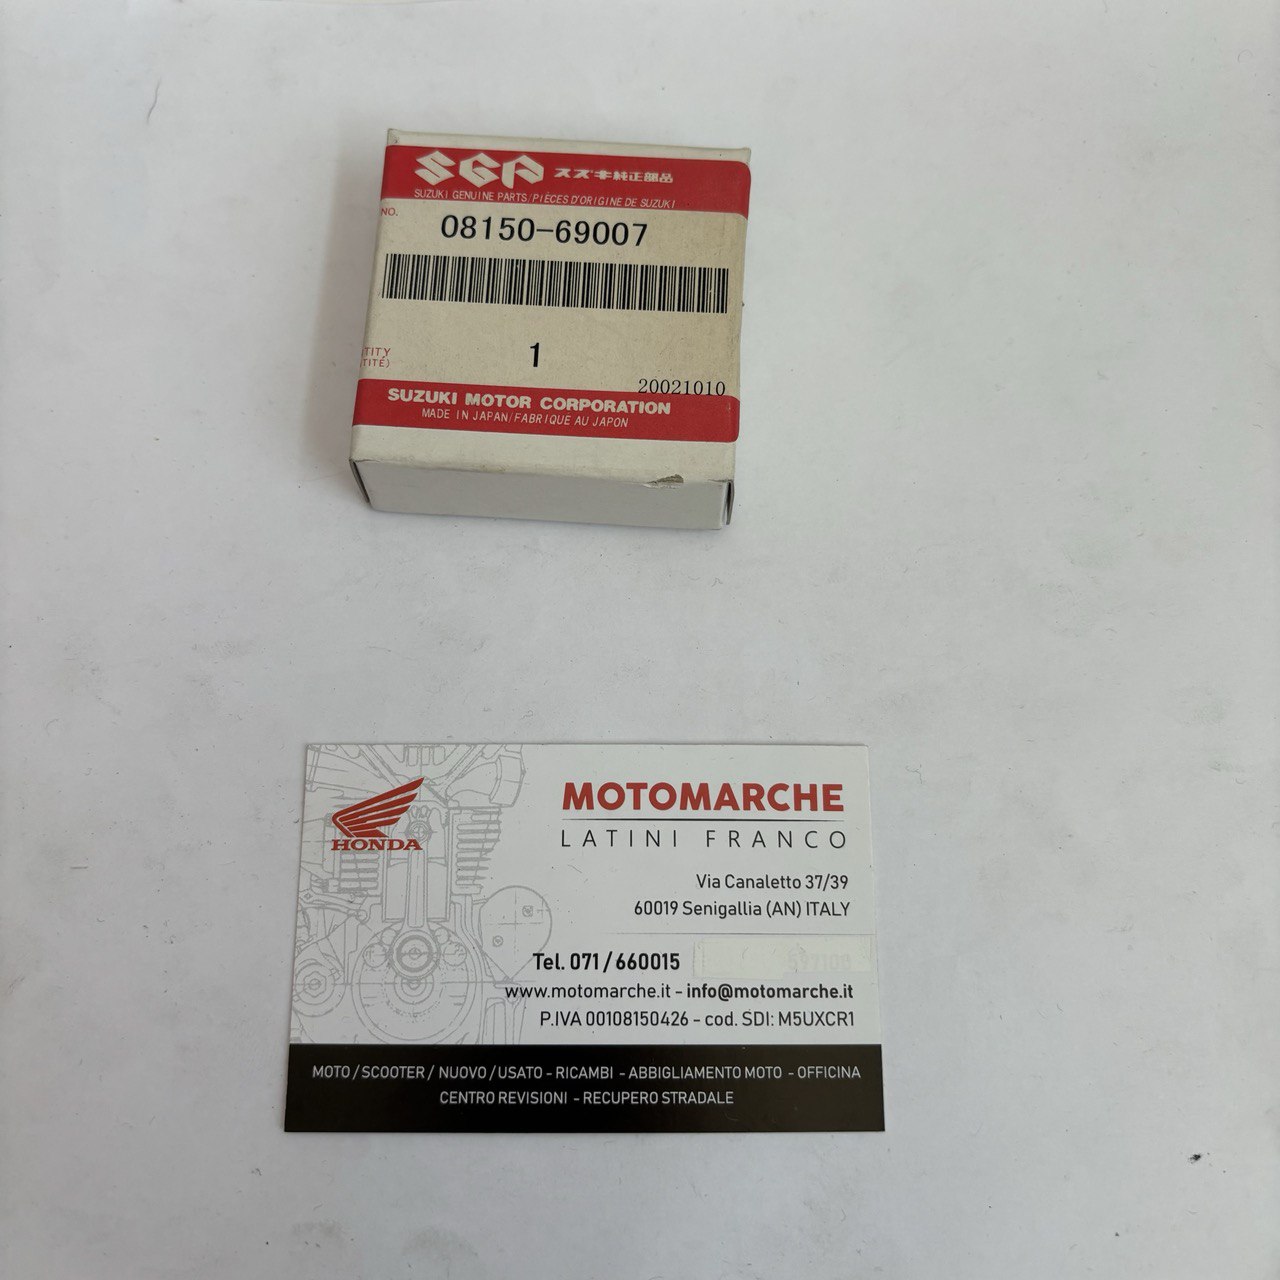 SGP スズキ純正部品
SUZUKI GENUINE PARTS/PIÈCES D'ORIGINE DE SUZUKI
NO.
08150-69007
TITY
TITÉ)
1
20021010
SUZUKI MOTOR CORPORATION
MADE IN JAPAN/FABRIQUE AU JAPON
HONDA
MOTOMARCHE
LATINI FRANCO
Via Canaletto 37/39
60019 Senigallia (AN) ITALY
Tel. 071/660015
www.motomarche.it - info@motomarche.it
P.IVA 00108150426 - cod. SDI: M5UXCR1
MOTO/SCOOTER/ NUOVO/USATO - RICAMBI - ABBIGLIAMENTO MOTO - OFFICINA
CENTRO REVISIONI - RECUPERO STRADALE